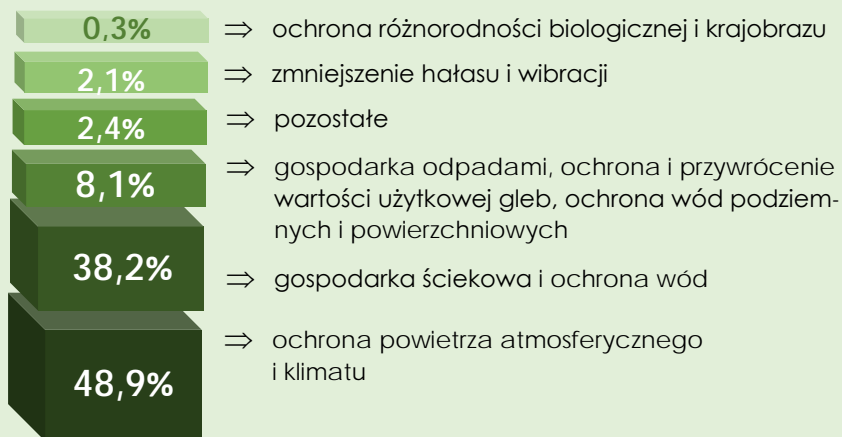 0,3% ⇒ ochrona różnorodności biologicznej i krajobrazu
2,1% ⇒ zmniejszenie hałasu i wibracji
2,4% ⇒ pozostałe
8,1% ⇒ gospodarka odpadami, ochrona i przywrócenie
wartości użytkowej gleb, ochrona wód podziem-
nych i powierzchniowych
38,2% ⇒ gospodarka ściekowa i ochrona wód
48,9% ⇒ ochrona powietrza atmosferycznego
i klimatu